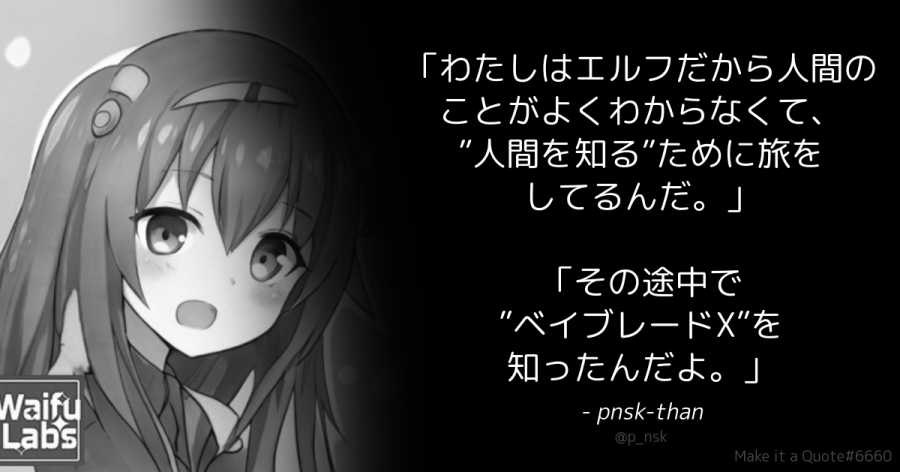 「わたしはエルフだから人間の
ことがよくわからなくて、
”人間を知る”ために旅を
してるんだ。」
「その途中で
”ベイブレードX”を
知ったんだよ。」
- pnsk-than
@p_nsk
Waifu
Labs
Make it a Quote#6660